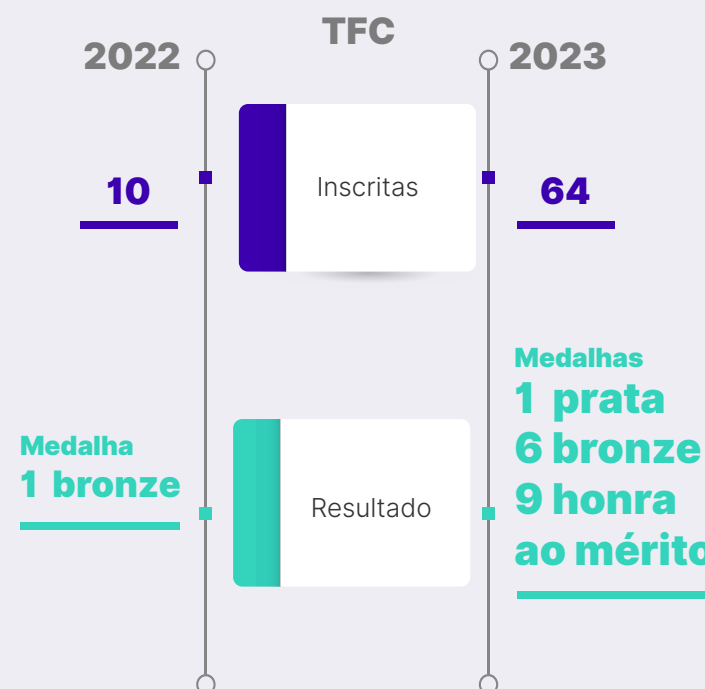 TFC
2022
2023
10
Inscritas
64
Medalha
1 bronze
Resultado
Medalhas
1 prata
6 bronze
9 honra
ao mérito